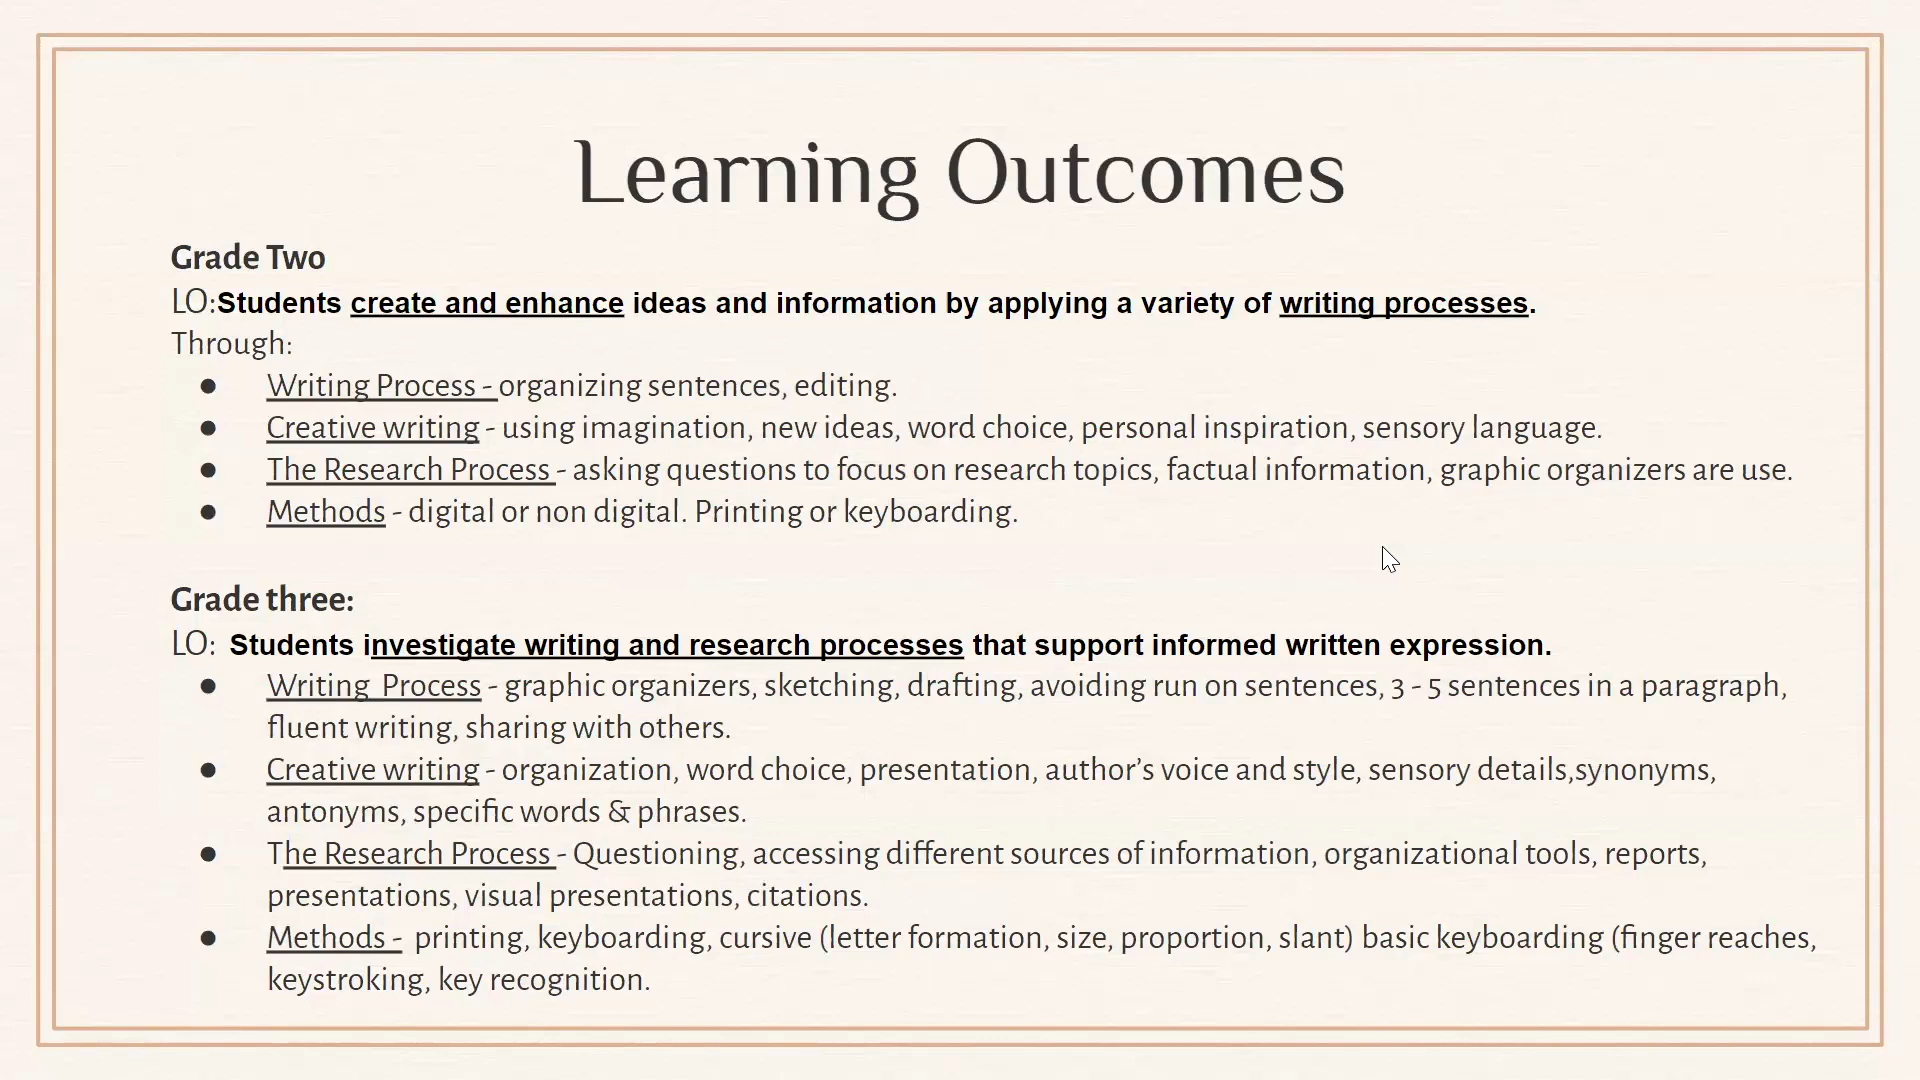 Learning Outcomes
Grade Two
LO:Students create and enhance ideas and information by applying a variety of writing processes.
Through:
● Writing Process - organizing sentences, editing.
● Creative writing - using imagination, new ideas, word choice, personal inspiration, sensory language.
● The Research Process - asking questions to focus on research topics, factual information, graphic organizers are use.
● Methods - digital or non digital. Printing or keyboarding.
Grade three:
LO: Students investigate writing and research processes that support informed written expression.
● Writing Process - graphic organizers, sketching, drafting, avoiding run on sentences, 3 - 5 sentences in a paragraph,
fluent writing, sharing with others.
● Creative writing - organization, word choice, presentation, author’s voice and style, sensory details,synonyms,
antonyms, specific words & phrases.
● The Research Process - Questioning, accessing different sources of information, organizational tools, reports,
presentations, visual presentations, citations.
● Methods - printing, keyboarding, cursive (letter formation, size, proportion, slant) basic keyboarding (finger reaches,
keystroking, key recognition.